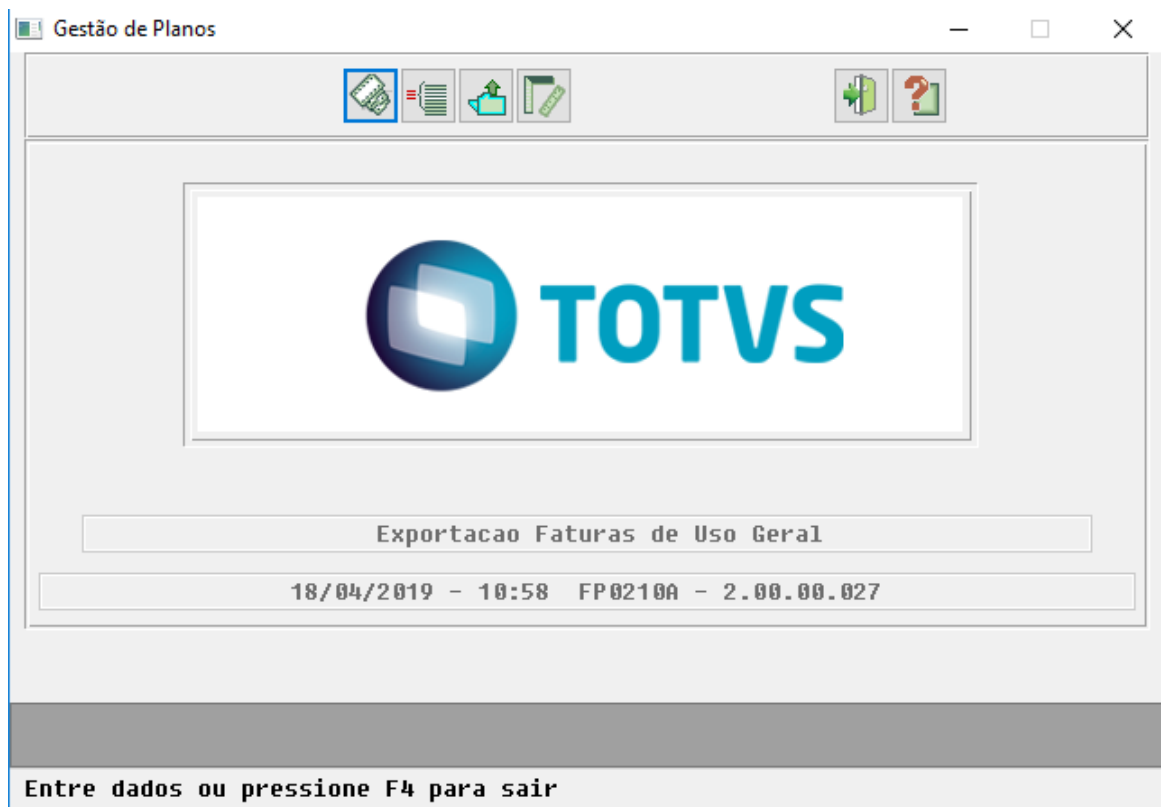 Gestão de Planos
TOTVS
Exportacao Faturas de Uso Geral
18/04/2019 - 10:58 FP0210A - 2.00.00.027
Entre dados ou pressione F4 para sair